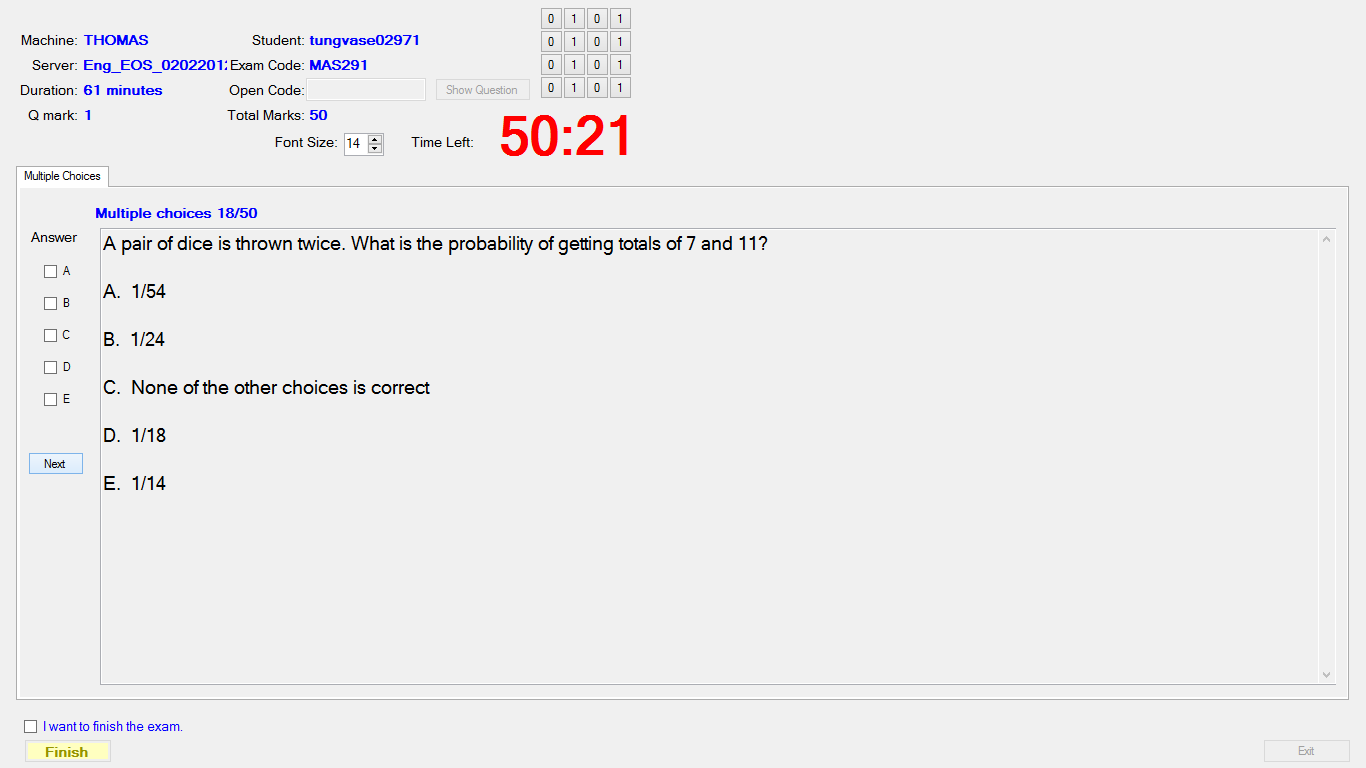 Machine: THOMAS Student: tungvase02971
Server: Eng_EOS_02022012 Exam Code: MAS291
Duration: 61 minutes Open Code: Show Question
Q mark: 1 Total Marks: 50
0 1 0 1
0 1 0 1
0 1 0 1
0 1 0 1
Font Size: 14 Time Left: 50:21
Multiple Choices
Multiple choices 18/50
Answer
A
B
C
D
E
Next
A pair of dice is thrown twice. What is the probability of getting totals of 7 and 11?
A. 1/54
B. 1/24
C. None of the other choices is correct
D. 1/18
E. 1/14
I want to finish the exam.
Finish
Exit